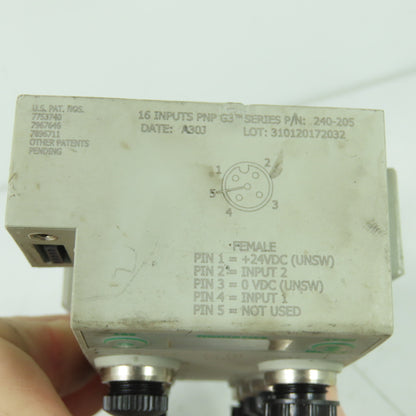 U.S. PAT. NOS.
7753740
7967646
7896711
OTHER PATENTS
PENDING
16 INPUTS PNP G3™ SERIES P/N: 240-205
DATE: A30J LOT: 310120172032
1 2
5
4 3
FEMALE
PIN 1 = +24VDC (UNSW)
PIN 2 = INPUT 2
PIN 3 = 0 VDC (UNSW)
PIN 4 = INPUT 1
PIN 5 = NOT USED